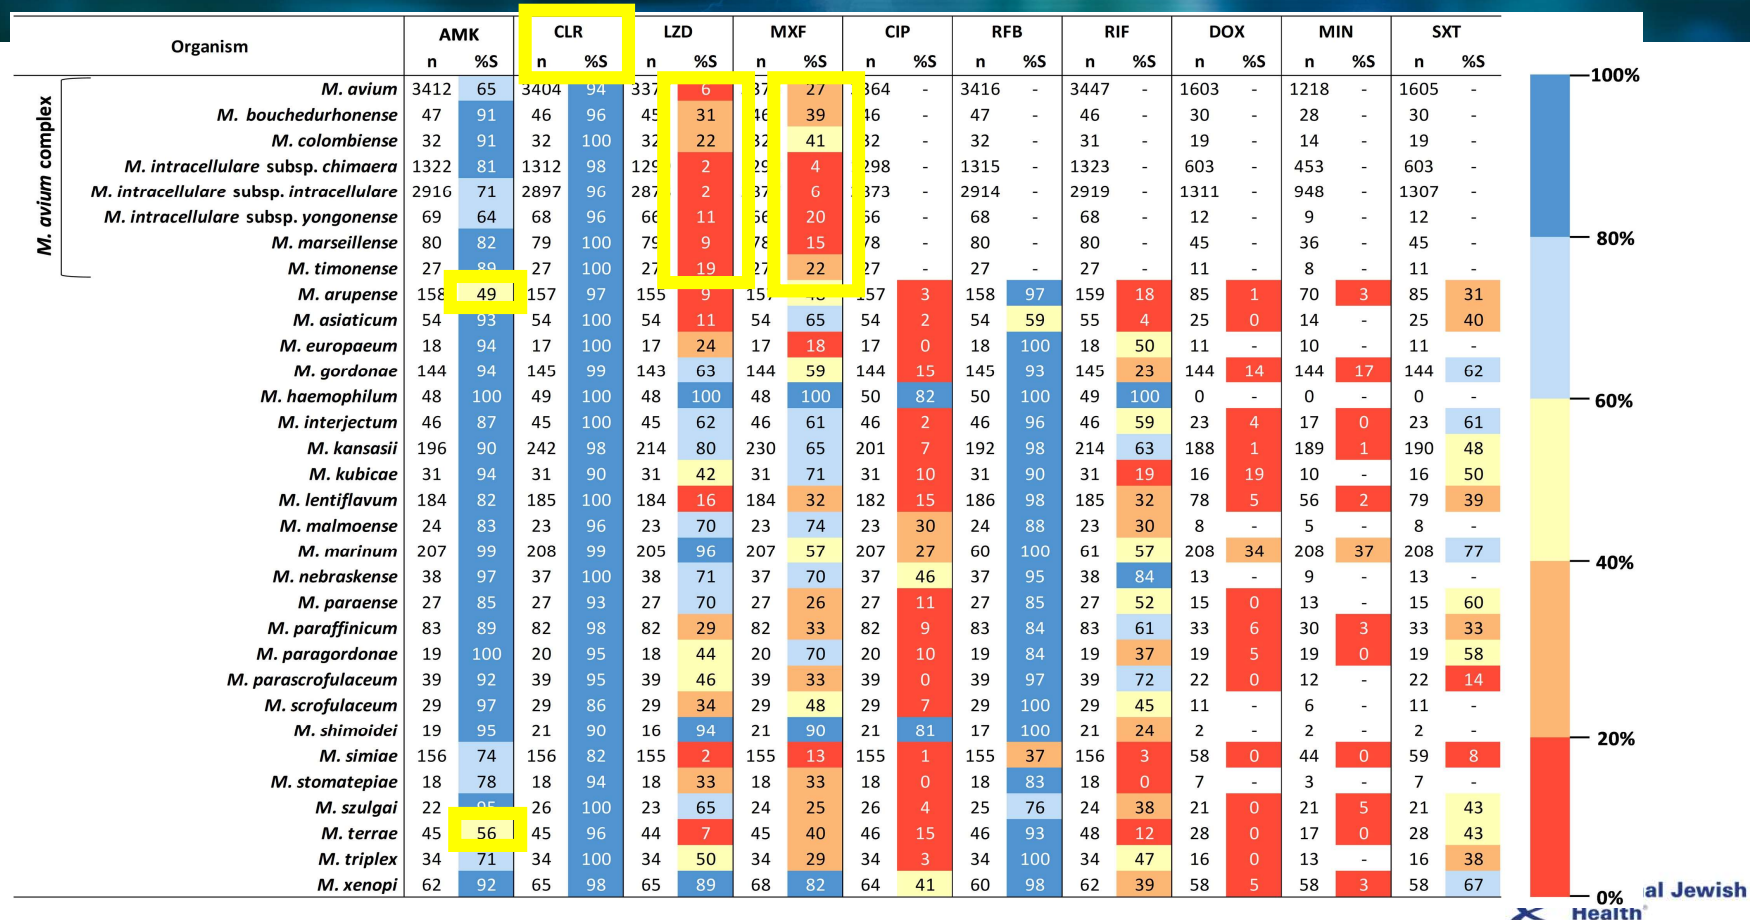 Organism AMK CLR LZD MXF CIP RFB RIF DOX MIN SXT
n %S n %S n %S n %S n %S n %S n %S n %S n %S n %S
M. avium complex
M. avium 3412 65 3404 94 6 27 3416 - 3447 - 1603 - 1218 - 1605 -
M. bouchedurhonense 47 91 46 96 45 31 46 39 46 - 47 - 46 - 30 - 28 - 30 -
M. colombiense 32 91 32 100 32 22 32 41 32 - 32 - 31 - 19 - 14 - 19 -
M. intracellulare subsp. chimaera 1322 81 1312 98 2 4 - 1315 - 1323 - 603 - 453 - 603 -
M. intracellulare subsp. intracellulare 2916 71 2897 96 2 6 - 2914 - 2919 - 1311 - 948 - 1307 -
M. intracellulare subsp. yongonense 69 64 68 96 66 11 66 20 66 - 68 - 68 - 12 - 9 - 12 -
M. marseillense 80 82 79 100 79 9 78 15 78 - 80 - 80 - 45 - 36 - 45 -
M. timonense 27 89 27 100 27 19 27 22 27 - 27 - 27 - 11 - 8 - 11 -
M. arupense 158 49 157 97 155 9 157 157 3 158 97 159 18 85 1 70 3 85 31
M. asiaticum 54 93 54 100 54 11 54 65 54 2 54 59 55 4 25 0 14 - 25 40
M. europaeum 18 94 17 100 17 24 17 18 17 0 18 100 18 50 11 - 10 - 11 -
M. gordonae 144 94 145 99 143 63 144 59 144 15 145 93 145 23 144 14 144 17 144 62
M. haemophilum 48 100 49 100 48 100 48 100 50 82 50 100 49 100 0 - 0 - 0 -
M. interjectum 46 87 45 100 45 62 46 61 46 2 46 96 46 59 23 4 17 0 23 61
M. kansasii 196 90 242 98 214 80 230 65 201 7 192 98 214 63 188 1 189 1 190 48
M. kubicae 31 94 31 90 31 42 31 71 31 10 31 90 31 19 16 19 10 - 16 50
M. lentiflavum 184 82 185 100 184 16 184 32 182 15 186 98 185 32 78 5 56 2 79 39
M. malmoense 24 83 23 96 23 70 23 74 23 30 24 88 23 30 8 - 5 - 8 -
M. marinum 207 99 208 99 205 96 207 57 207 27 60 100 61 57 208 34 208 37 208 77
M. nebraskense 38 97 37 100 38 71 37 70 37 46 37 95 38 84 13 - 9 - 13 -
M. paraense 27 85 27 93 27 70 27 26 27 11 27 85 27 52 15 0 13 - 15 60
M. paraffinicum 83 89 82 98 82 29 82 33 82 9 83 84 83 61 33 6 30 3 33 33
M. paragordonae 19 100 20 95 18 44 20 70 20 10 19 84 19 37 19 5 19 0 19 58
M. parascrofulaceum 39 92 39 95 39 46 39 33 39 0 39 97 39 72 22 0 12 - 22 14
M. scrofulaceum 29 97 29 86 29 34 29 48 29 7 29 100 29 45 11 - 6 - 11 -
M. shimoidei 19 95 21 90 16 94 21 90 21 81 17 100 21 24 2 - 2 - 2 -
M. simiae 156 74 156 82 155 2 155 13 155 1 155 37 156 3 58 0 44 0 59 8
M. stomatepiae 18 78 18 94 18 33 18 33 18 0 18 83 18 0 7 - 3 - 7 -
M. szulgai 22 95 26 100 23 65 24 25 26 4 25 76 24 38 21 0 21 5 21 43
M. terrae 45 56 45 96 44 7 45 40 46 15 46 93 48 12 28 0 17 0 28 43
M. triplex 34 71 34 100 34 50 34 29 34 3 34 100 34 47 16 0 13 - 16 38
M. xenopi 62 92 65 98 65 89 68 82 64 41 60 98 62 39 58 5 58 3 58 67
100%
80%
60%
40%
20%
0%
al Jewish
Health